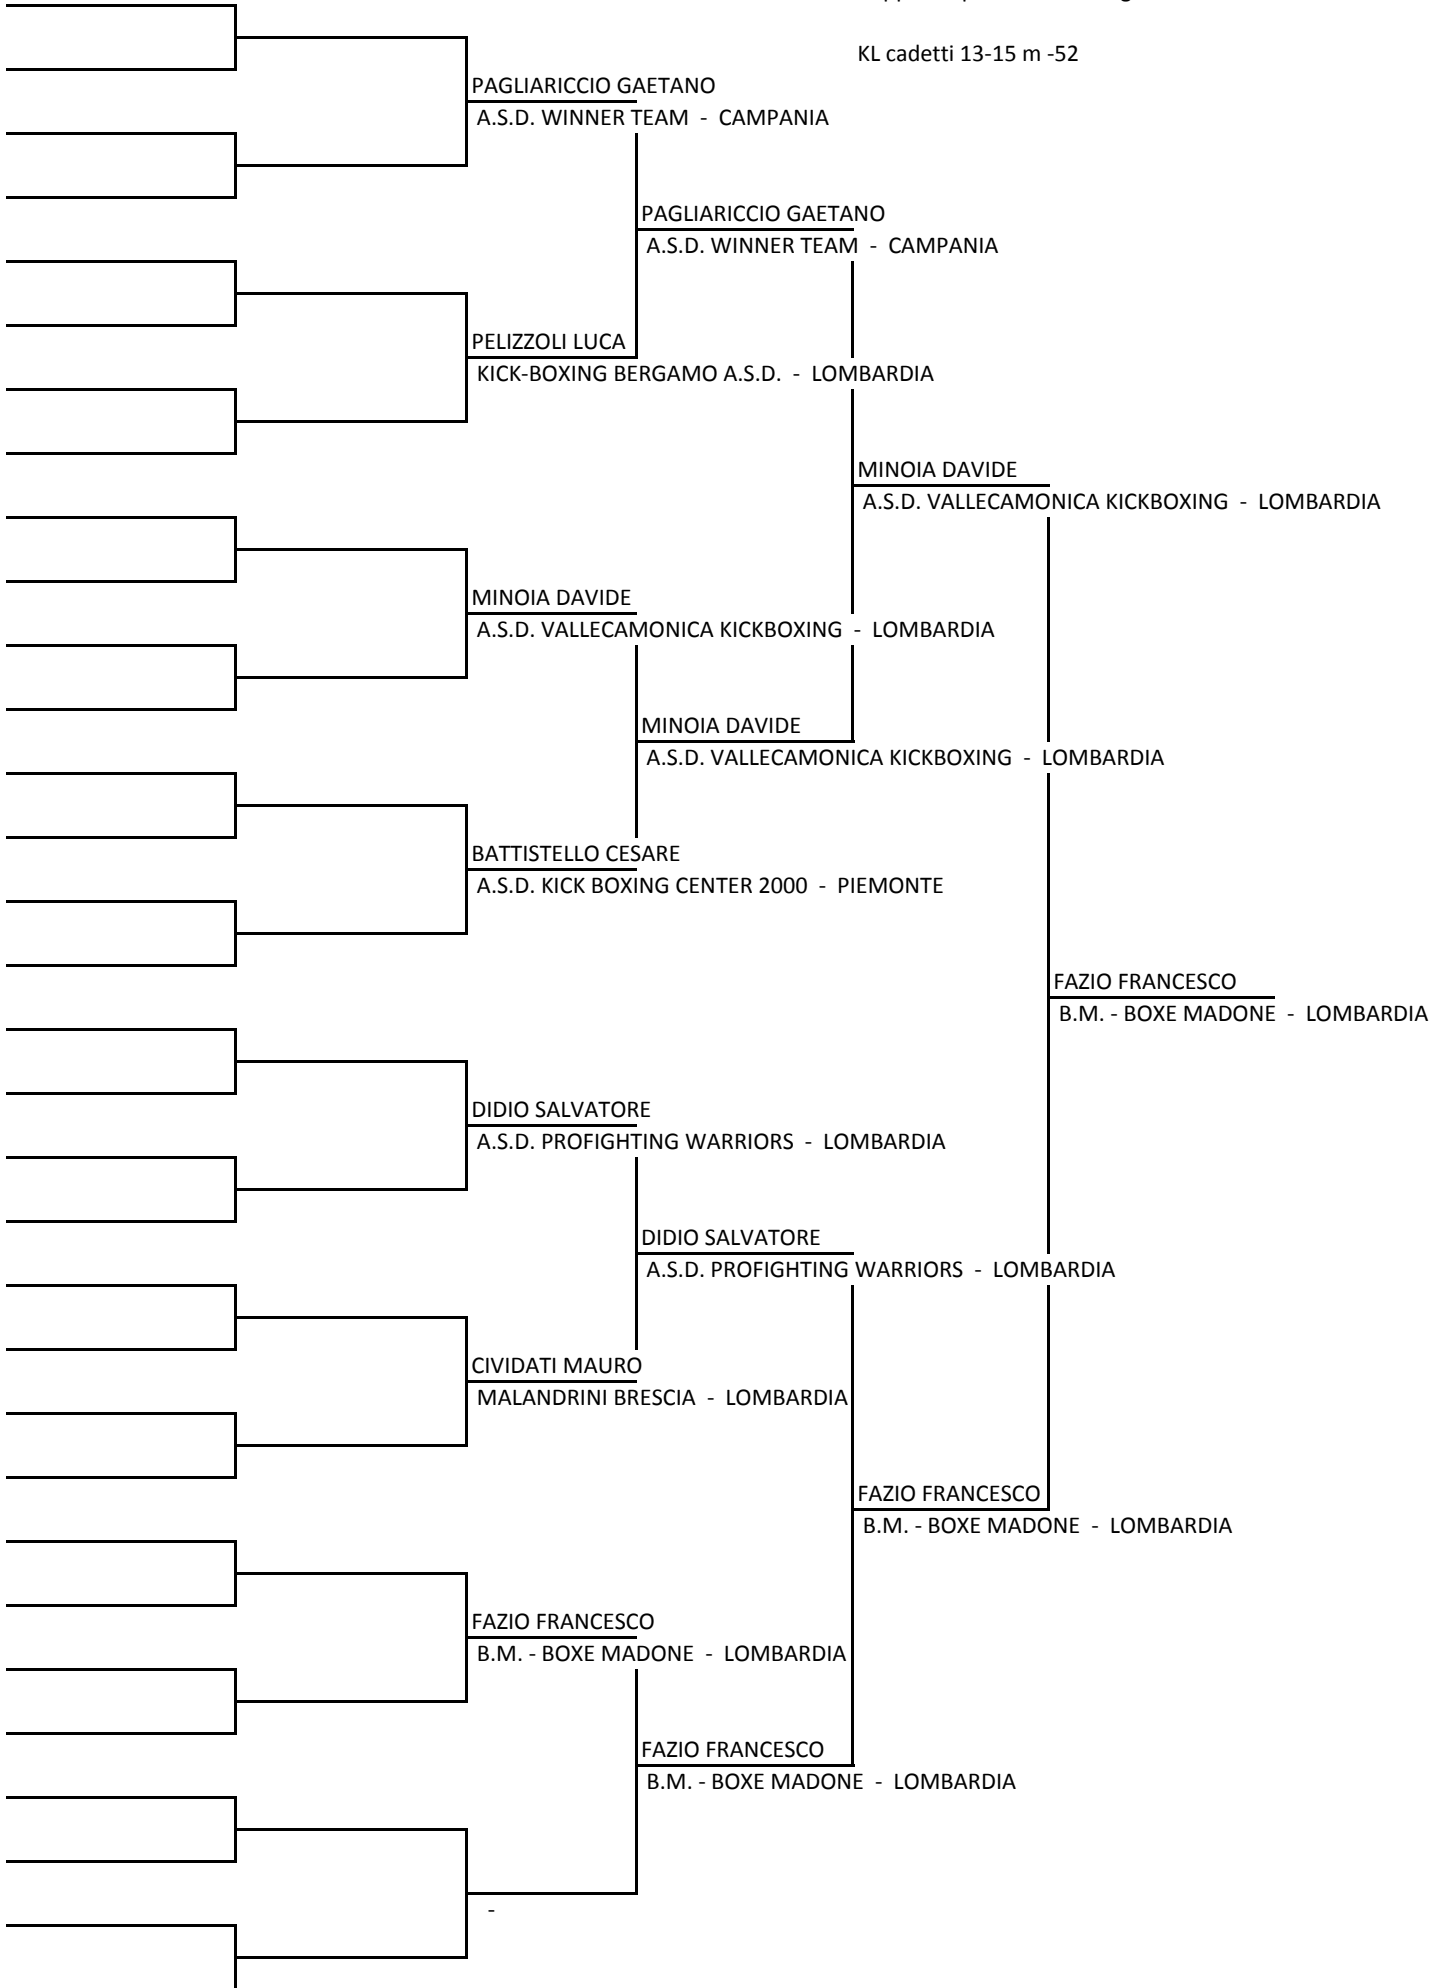 KL cadetti 13-15 m -52
PAGLIARICCIO GAETANO
A.S.D. WINNER TEAM - CAMPANIA
PAGLIARICCIO GAETANO
A.S.D. WINNER TEAM - CAMPANIA
PELIZZOLI LUCA
KICK-BOXING BERGAMO A.S.D. - LOMBARDIA
MINOIA DAVIDE
A.S.D. VALLECAMONICA KICKBOXING - LOMBARDIA
MINOIA DAVIDE
A.S.D. VALLECAMONICA KICKBOXING - LOMBARDIA
MINOIA DAVIDE
A.S.D. VALLECAMONICA KICKBOXING - LOMBARDIA
BATTISTELLO CESARE
A.S.D. KICK BOXING CENTER 2000 - PIEMONTE
FAZIO FRANCESCO
B.M. - BOXE MADONE - LOMBARDIA
DIDIO SALVATORE
A.S.D. PROFIGHTING WARRIORS - LOMBARDIA
DIDIO SALVATORE
A.S.D. PROFIGHTING WARRIORS - LOMBARDIA
CIVIDATI MAURO
MALANDRINI BRESCIA - LOMBARDIA
FAZIO FRANCESCO
B.M. - BOXE MADONE - LOMBARDIA
FAZIO FRANCESCO
B.M. - BOXE MADONE - LOMBARDIA
FAZIO FRANCESCO
B.M. - BOXE MADONE - LOMBARDIA
-